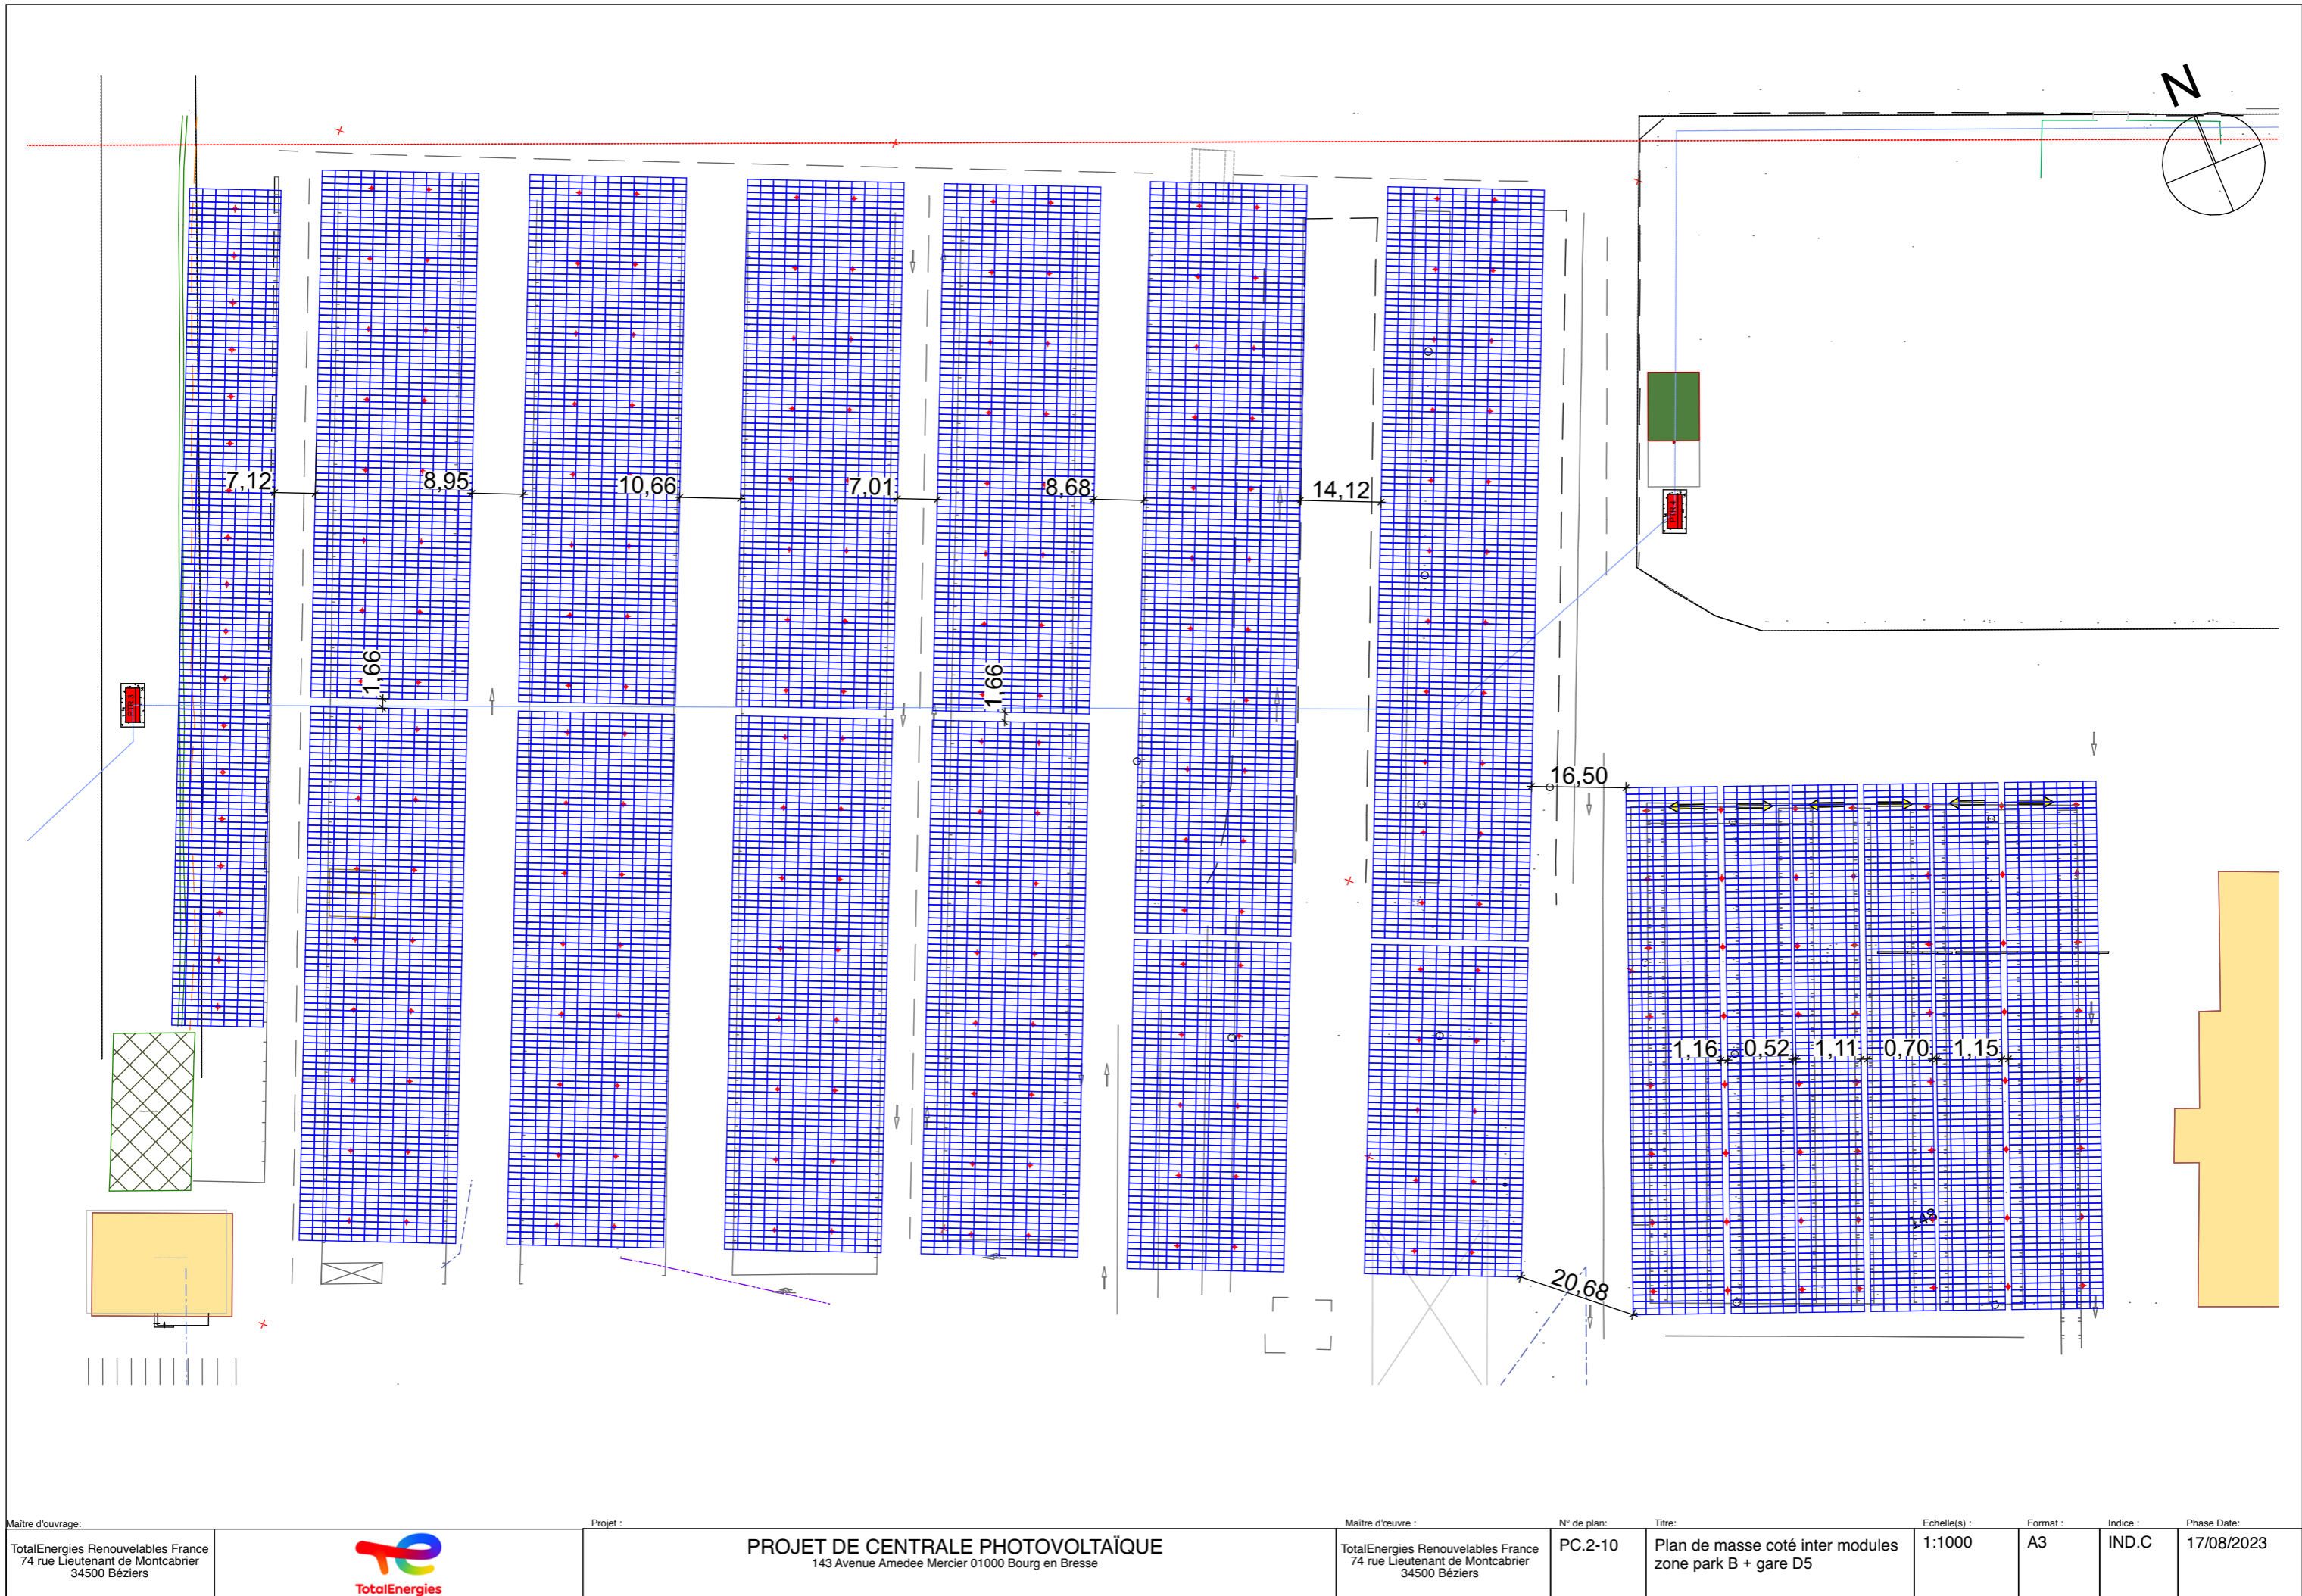 N
7,12
8,95
10,66
7,01
8,68
14,12
PTR 4
1,66
1,66
PTR 3
16,50
1,16
0,52
1,11
0,70
1,15
20,68
Maître d'ouvrage:
TotalEnergies Renouvelables France
74 rue Lieutenant de Montcabrier
34500 Béziers
TotalEnergies
Projet :
PROJET DE CENTRALE PHOTOVOLTAÏQUE
143 Avenue Amedee Mercier 01000 Bourg en Bresse
Maître d'œuvre :
TotalEnergies Renouvelables France
74 rue Lieutenant de Montcabrier
34500 Béziers
N° de plan:
PC.2-10
Titre:
Plan de masse coté inter modules
zone park B + gare D5
Echelle(s) :
1:1000
Format :
A3
Indice :
IND.C
Phase Date:
17/08/2023